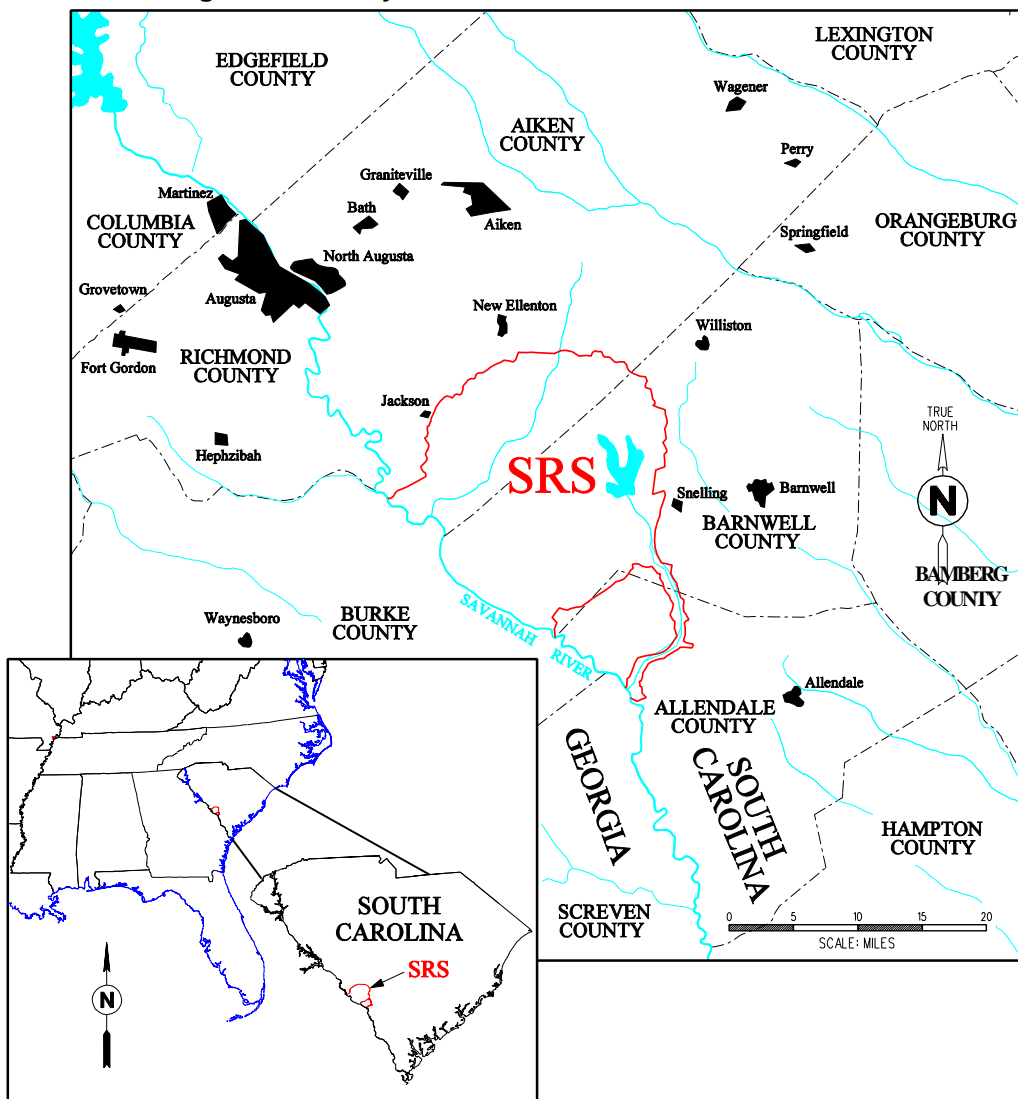 LEXINGTON
COUNTY
EDGEFIELD
COUNTY
Wagener
AIKEN
COUNTY
Perry
Graniteville
Martinez
Bath
Aiken
COLUMBIA
COUNTY
ORANGEBURG
COUNTY
Springfield
North Augusta
Grovetown
Augusta
New Ellenton
Williston
RICHMOND
COUNTY
Fort Gordon
Jackson
TRUE
NORTH
Hephzibah
SRS
Snelling
Barnwell
N
BARNWELL
COUNTY
BAMBERG
COUNTY
SAVANNAH RIVER
Waynesboro
BURKE
COUNTY
Allendale
ALLENDALE
COUNTY
GEORGIA
SOUTH
CAROLINA
HAMPTON
COUNTY
SCREVEN
COUNTY
0 5 10 15 20
SCALE: MILES
SOUTH
CAROLINA
SRS
N